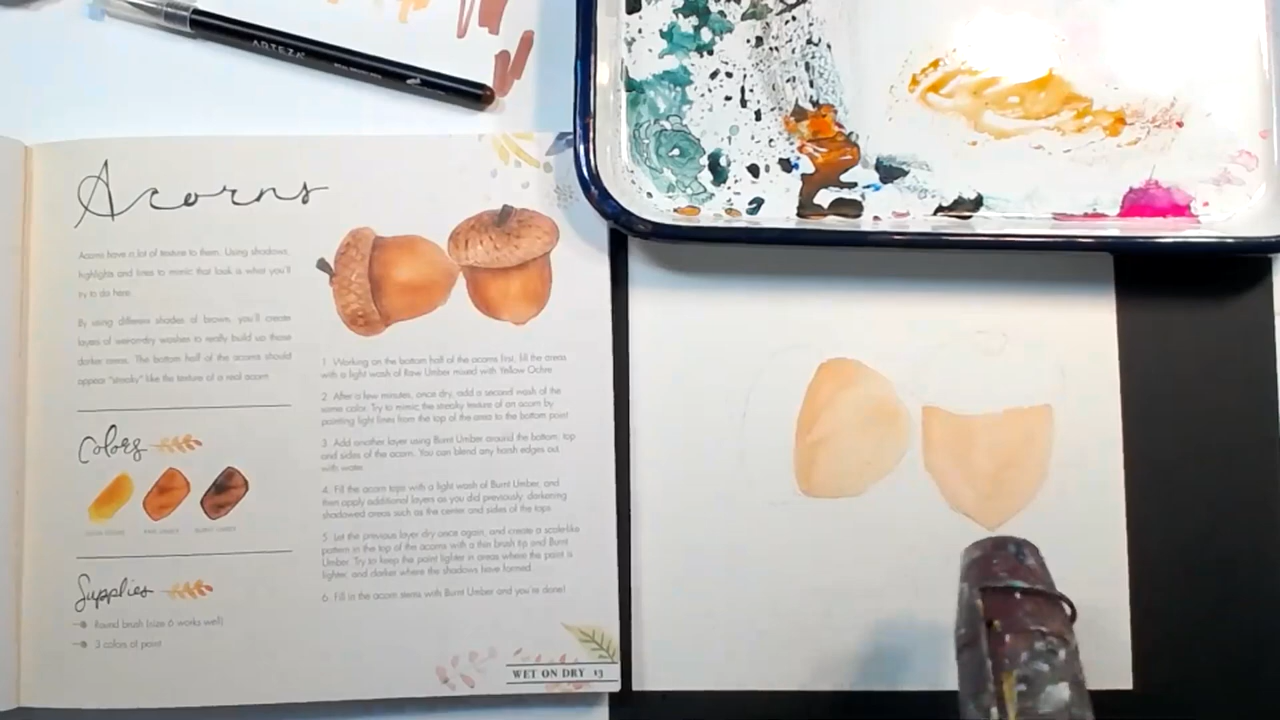 ARTEZA
Acorns
Acorns have a lot of texture to them. Using shadows,
highlights and lines to mimic that look is what you'll
try to do here.
By using different shades of brown, you'll create
layers of wet-on-dry washes to really build up those
darker areas. The bottom half of the acorns should
appear "streaky" like the texture of a real acorn.
Colors
Supplies
Round brush (size 6 works well)
3 colors of paint
1. Working on the bottom half of the acorns first, fill the areas
with a light wash of Raw Umber mixed with Yellow Ochre.
2. After a few minutes, once dry, add a second wash of the
same color. Try to mimic the streaky texture of an acorn by
painting light lines from the top of the area to the bottom point.
3. Add another layer using Burnt Umber around the bottom, top
and sides of the acorn. You can blend any harsh edges out
with water.
4. Fill the acorn tops with a light wash of Burnt Umber, and
then apply additional layers as you did previously, darkening
shadowed areas such as the center and sides of the tops.
5. Let the previous layer dry once again, and create a scale-like
pattern in the top of the acorns with a thin brush tip and Burnt
Umber. Try to keep the paint lighter in areas where the paint is
lighter, and darker where the shadows have formed.
6. Fill in the acorn stems with Burnt Umber and you're done!
WET ON DRY 13